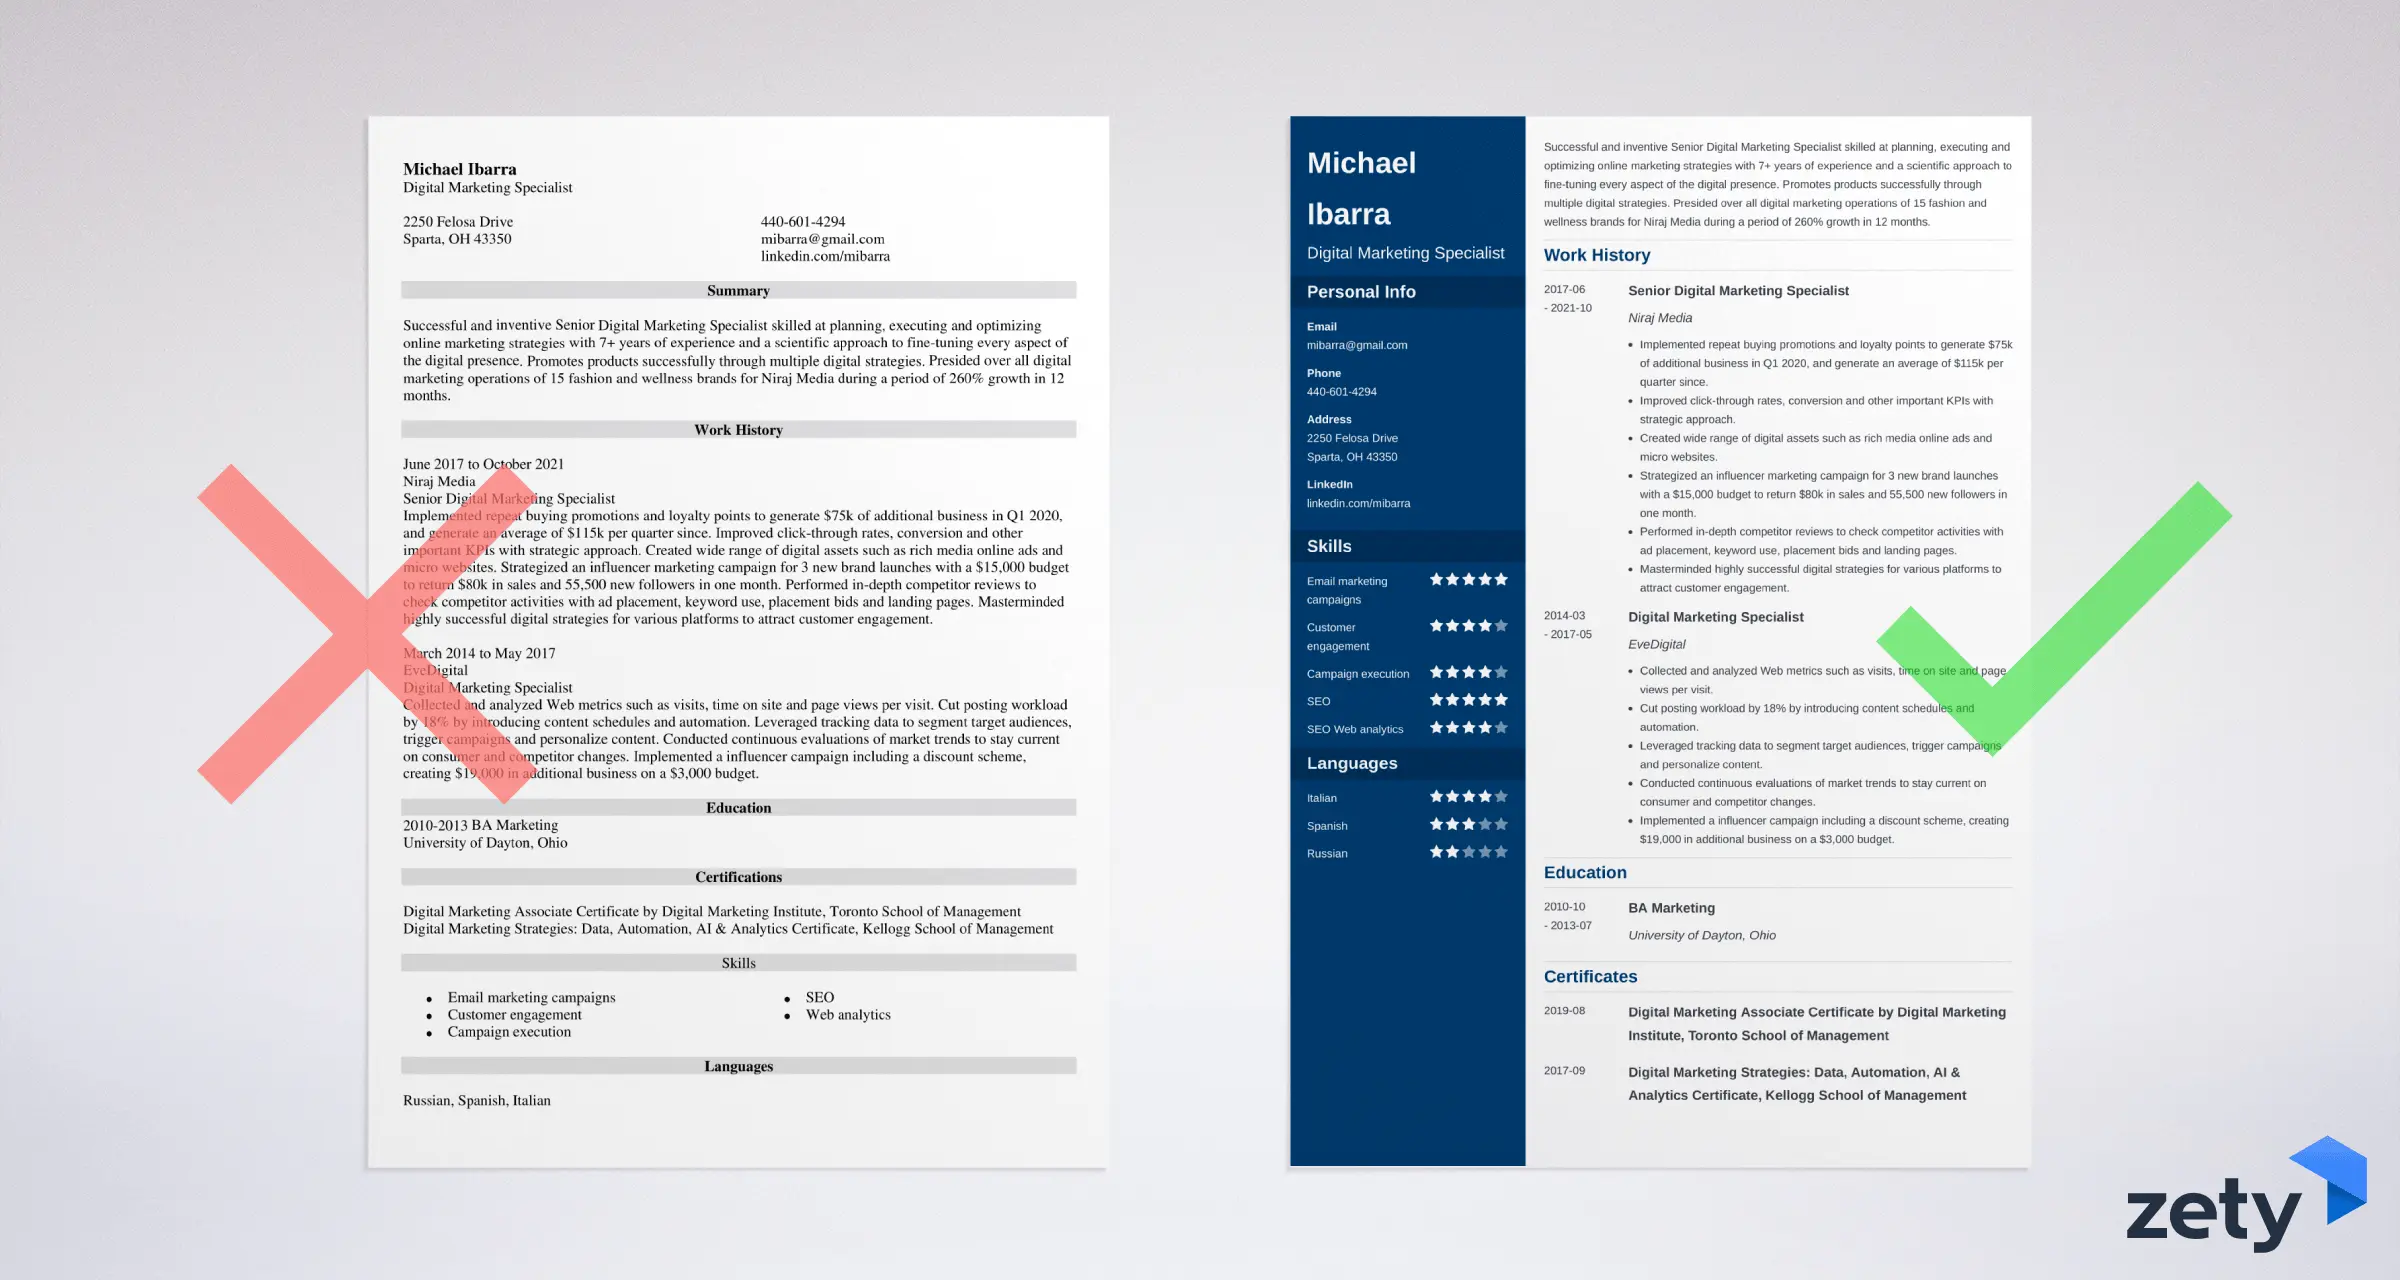 Michael Ibarra
Digital Marketing Specialist
2250 Felosa Drive
Sparta, OH 43350
440-601-4294
mibarra@gmail.com
linkedin.com/mibarra
Summary
Successful and inventive Senior Digital Marketing Specialist skilled at planning, executing and optimizing
online marketing strategies with 7+ years of experience and a scientific approach to fine-tuning every aspect of
the digital presence. Promotes products successfully through multiple digital strategies. Presided over all digital
marketing operations of 15 fashion and wellness brands for Niraj Media during a period of 260% growth in 12
months.
Work History
June 2017 to October 2021
Niraj Media
Senior Digital Marketing Specialist
Implemented repeat buying promotions and loyalty points to generate $75k of additional business in Q1 2020,
and generate an average of $115k per quarter since. Improved click-through rates, conversion and other
important KPIs with strategic approach. Created wide range of digital assets such as rich media online ads and
micro websites. Strategized an influencer marketing campaign for 3 new brand launches with a $15,000 budget
to return $80k in sales and 55,500 new followers in one month. Performed in-depth competitor reviews to
check competitor activities with ad placement, keyword use, placement bids and landing pages. Masterminded
highly successful digital strategies for various platforms to attract customer engagement.
March 2014 to May 2017
EveDigital
Digital Marketing Specialist
Collected and analyzed Web metrics such as visits, time on site and page views per visit. Cut posting workload
by 18% by introducing content schedules and automation. Leveraged tracking data to segment target audiences,
trigger campaigns and personalize content. Conducted continuous evaluations of market trends to stay current
on consumer and competitor changes. Implemented a influencer campaign including a discount scheme,
creating $19,000 in additional business on a $3,000 budget.
Education
2010-2013 BA Marketing
University of Dayton, Ohio
Certifications
Digital Marketing Associate Certificate by Digital Marketing Institute, Toronto School of Management
Digital Marketing Strategies: Data, Automation, AI & Analytics Certificate, Kellogg School of Management
Skills
• Email marketing campaigns
• Customer engagement
• Campaign execution
• SEO
• Web analytics
Languages
Russian, Spanish, Italian
Michael
Ibarra
Digital Marketing Specialist
Personal Info
Email
mibarra@gmail.com
Phone
440-601-4294
Address
2250 Felosa Drive
Sparta, OH 43350
LinkedIn
linkedin.com/mibarra
Skills
Email marketing
campaigns
Customer
engagement
Campaign execution
SEO
SEO Web analytics
Languages
Italian
Spanish
Russian
Successful and inventive Senior Digital Marketing Specialist skilled at planning, executing and
optimizing online marketing strategies with 7+ years of experience and a scientific approach to
fine-tuning every aspect of the digital presence. Promotes products successfully through
multiple digital strategies. Presided over all digital marketing operations of 15 fashion and
wellness brands for Niraj Media during a period of 260% growth in 12 months.
Work History
2017-06
- 2021-10
Senior Digital Marketing Specialist
Niraj Media
• Implemented repeat buying promotions and loyalty points to generate $75k
of additional business in Q1 2020, and generate an average of $115k per
quarter since.
• Improved click-through rates, conversion and other important KPIs with
strategic approach.
• Created wide range of digital assets such as rich media online ads and
micro websites.
• Strategized an influencer marketing campaign for 3 new brand launches
with a $15,000 budget to return $80k in sales and 55,500 new followers in
one month.
• Performed in-depth competitor reviews to check competitor activities with
ad placement, keyword use, placement bids and landing pages.
• Masterminded highly successful digital strategies for various platforms to
attract customer engagement.
2014-03
- 2017-05
Digital Marketing Specialist
EveDigital
• Collected and analyzed Web metrics such as visits, time on site and page
views per visit.
• Cut posting workload by 18% by introducing content schedules and
automation.
• Leveraged tracking data to segment target audiences, trigger campaigns
and personalize content.
• Conducted continuous evaluations of market trends to stay current on
consumer and competitor changes.
• Implemented a influencer campaign including a discount scheme, creating
$19,000 in additional business on a $3,000 budget.
Education
2010-10
- 2013-07
BA Marketing
University of Dayton, Ohio
Certificates
2019-08
Digital Marketing Associate Certificate by Digital Marketing
Institute, Toronto School of Management
2017-09
Digital Marketing Strategies: Data, Automation, AI &
Analytics Certificate, Kellogg School of Management
zety